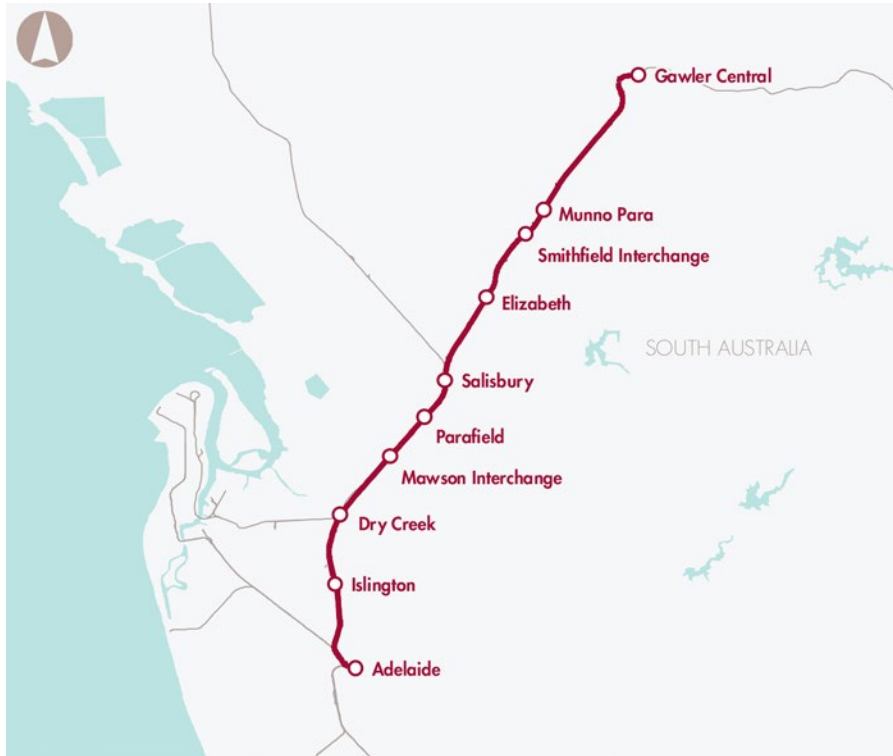 Gawler Central
Munno Para
Smithfield Interchange
Elizabeth
SOUTH AUSTRALIA
Salisbury
Parafield
Mawson Interchange
Dry Creek
Islington
Adelaide